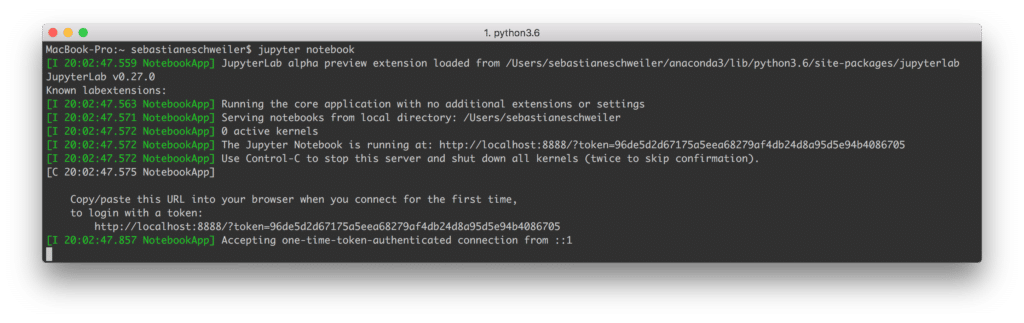 1. python3.6
MacBook-Pro:~ sebastianeschweiler$ jupyter notebook
[I 20:02:47.559 NotebookApp] JupyterLab alpha preview extension loaded from /Users/sebastianeschweiler/anaconda3/lib/python3.6/site-packages/jupyterlab
JupyterLab v0.27.0
Known labextensions:
[I 20:02:47.563 NotebookApp] Running the core application with no additional extensions or settings
[I 20:02:47.571 NotebookApp] Serving notebooks from local directory: /Users/sebastianeschweiler
[I 20:02:47.572 NotebookApp] 0 active kernels
[I 20:02:47.572 NotebookApp] The Jupyter Notebook is running at: http://localhost:8888/?token=96de5d2d67175a5eea68279af4db24d8a95d5e94b4086705
[I 20:02:47.572 NotebookApp] Use Control-C to stop this server and shut down all kernels (twice to skip confirmation).
[C 20:02:47.575 NotebookApp]
Copy/paste this URL into your browser when you connect for the first time,
to login with a token:
http://localhost:8888/?token=96de5d2d67175a5eea68279af4db24d8a95d5e94b4086705
[I 20:02:47.857 NotebookApp] Accepting one-time-token-authenticated connection from ::1